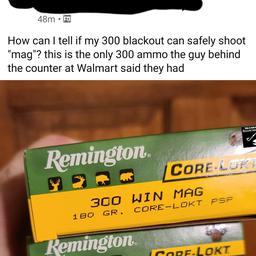 48m •
How can I tell if my 300 blackout can safely shoot
"mag"? this is the only 300 ammo the guy behind
the counter at Walmart said they had
Remington
CORE-LOKT
300 WIN MAG
180 GR. CORE-LOKT PSP
Remington
CORE-LOKT